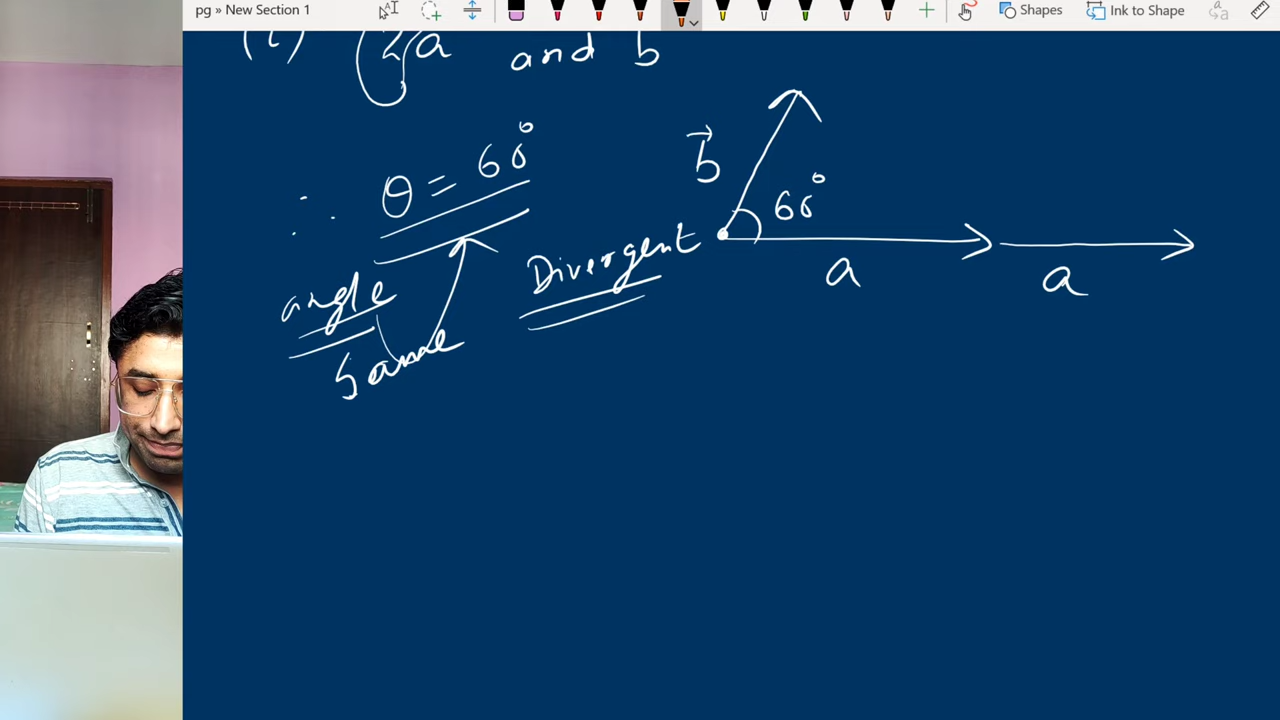 pg » New Section 1
Shapes
Ink to Shape
(i) 2a and b
∴ θ = 60°
angle
Same
Divergent
b⃗
60°
a
a